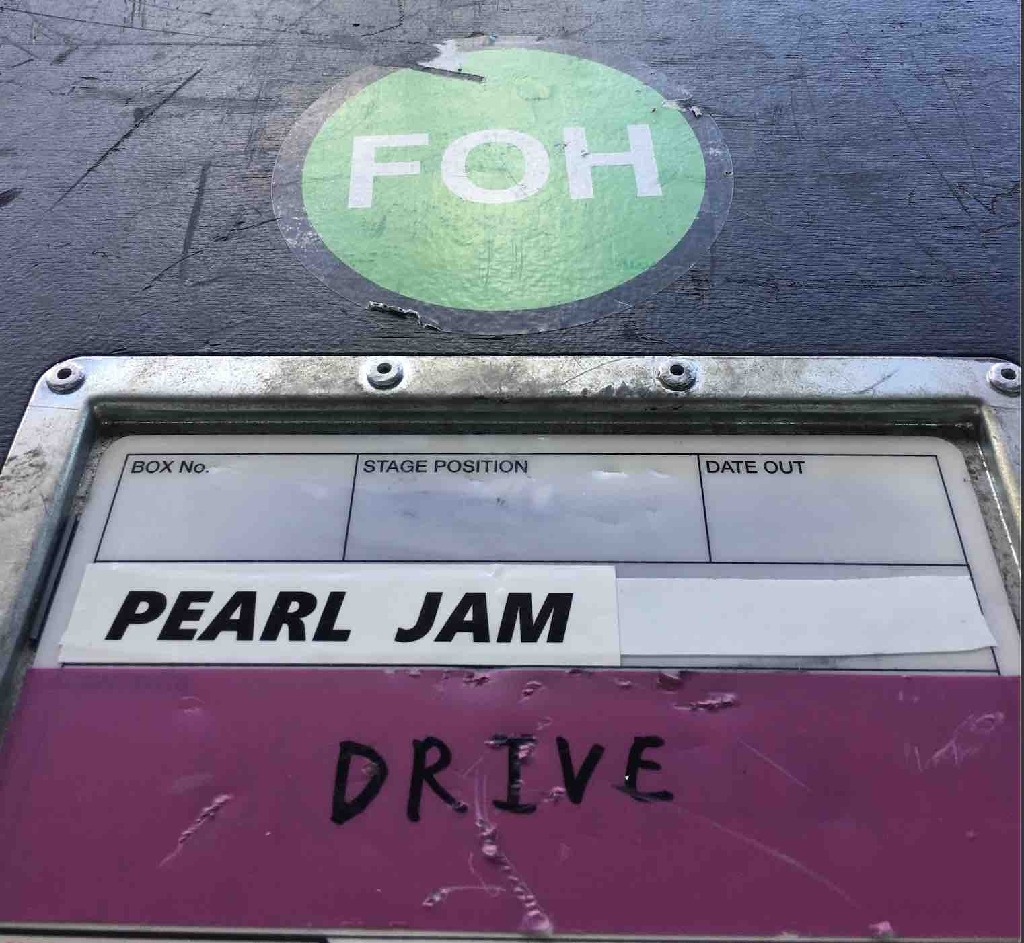 FOH
BOX No. STAGE POSITION DATE OUT
PEARL JAM
DRIVE